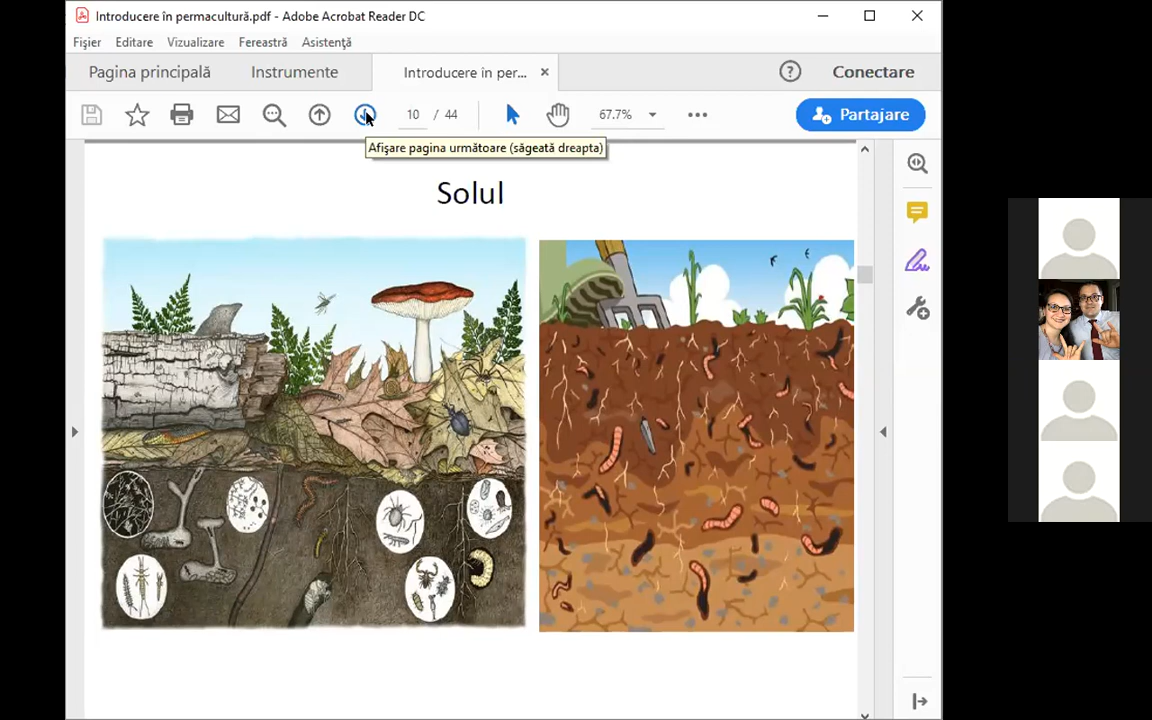 Introducere în permacultură.pdf - Adobe Acrobat Reader DC
Fișier Editare Vizualizare Fereastră Asistență
Pagina principală Instrumente Introducere în per... Conectare
10 / 44 67.7% Partajare
Afișare pagina următoare (săgeată dreapta)
Solul